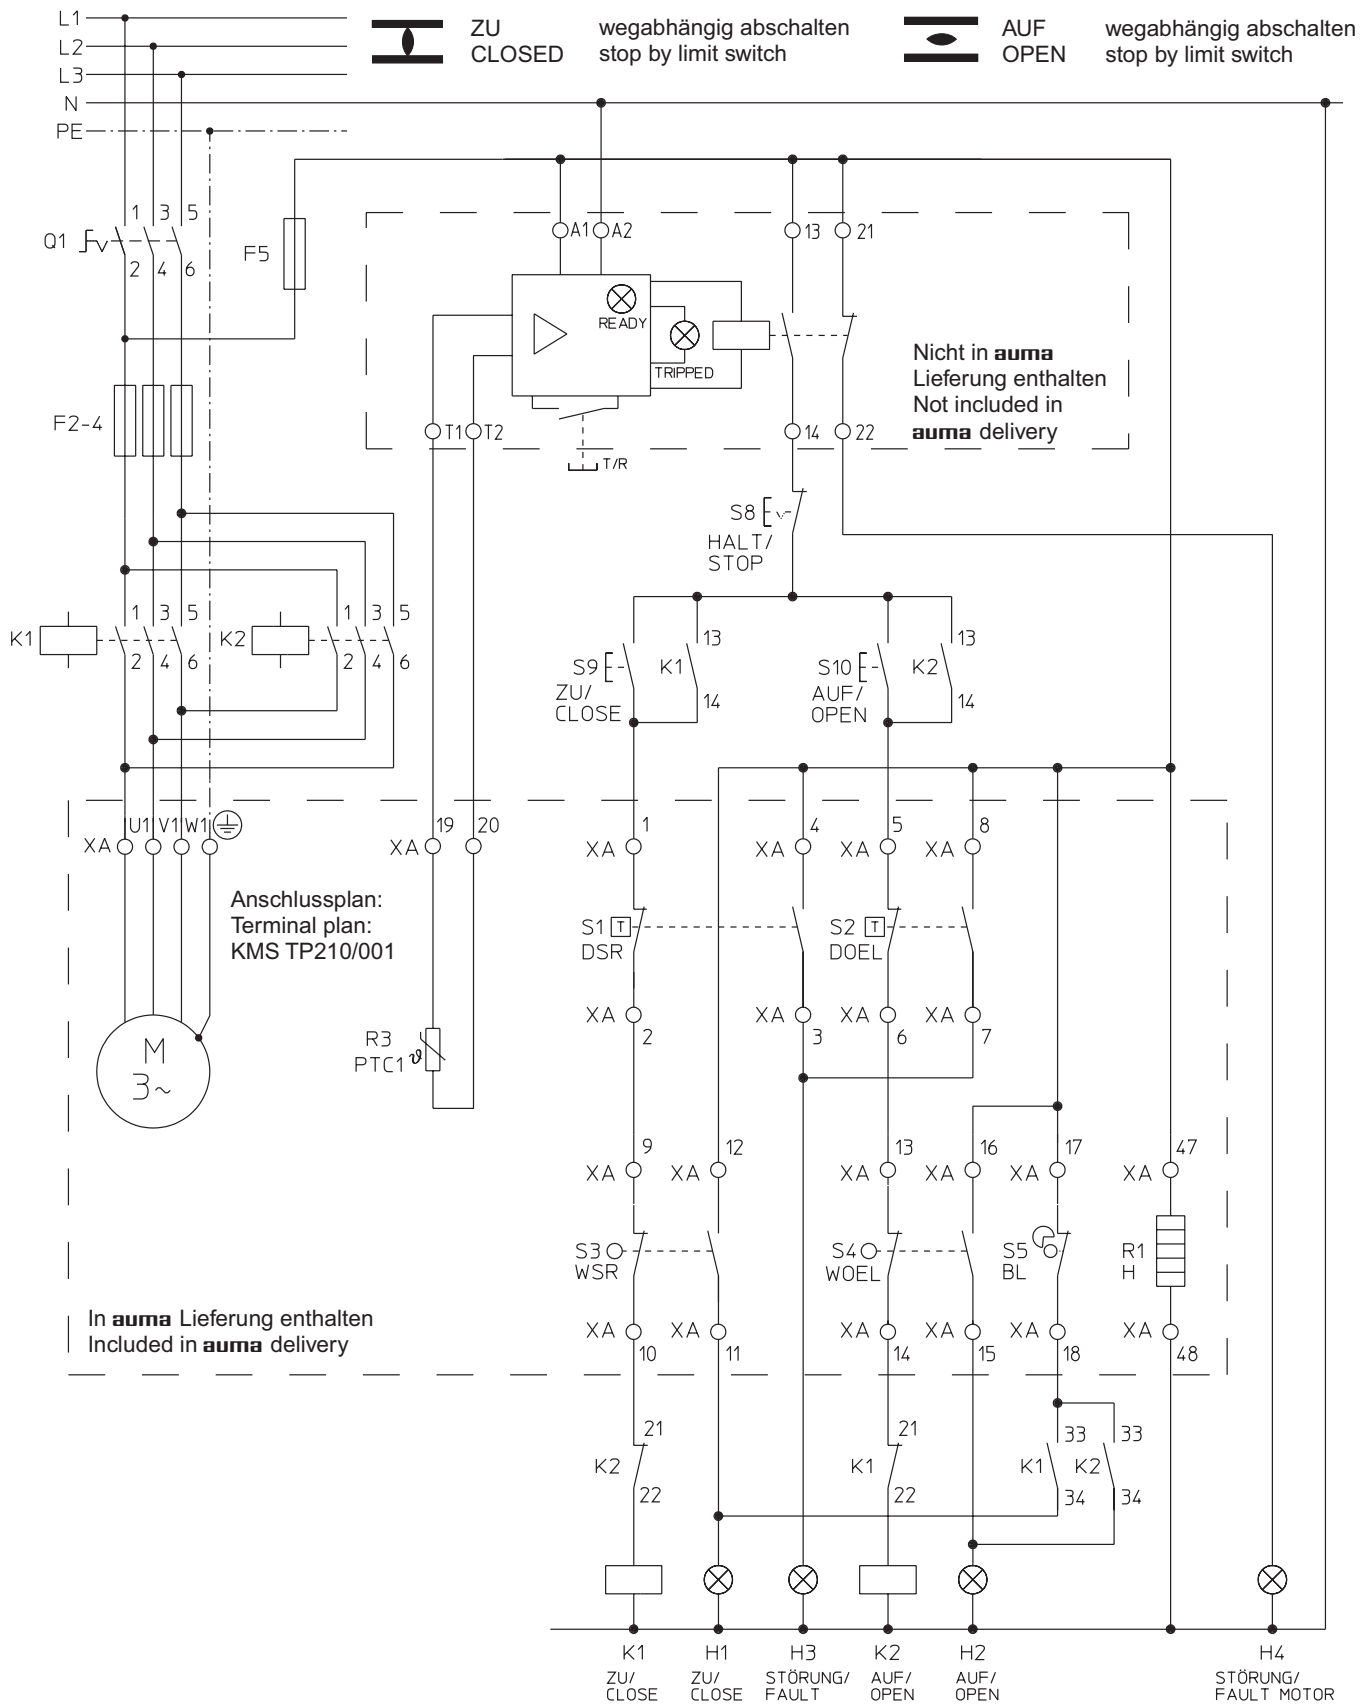 L1
L2
L3
N
PE
ZU
CLOSED
wegabhängig abschalten
stop by limit switch
AUF
OPEN
wegabhängig abschalten
stop by limit switch
Q1
1 3 5
2 4 6
F5
A1 A2
13 21
READY
TRIPPED
Nicht in auma
Lieferung enthalten
Not included in
auma delivery
F2-4
T1 T2
14 22
T/R
S8
HALT/
STOP
K1
1 3 5
2 4 6
K2
1 3 5
2 4 6
S9
ZU/
CLOSE
K1
13
14
S10
AUF/
OPEN
K2
13
14
XA
U1 V1 W1
XA
19 20
XA 1
XA 4
XA 5
XA 8
Anschlussplan:
Terminal plan:
KMS TP210/001
S1 T
DSR
S2 T
DOEL
XA 2
XA 3
XA 6
XA 7
M
3~
R3
PTC1 ϑ
XA 9
XA 12
XA 13
XA 16
XA 17
XA 47
S3
WSR
S4
WOEL
S5
BL
R1
H
In auma Lieferung enthalten
Included in auma delivery
XA 10
XA 11
XA 14
XA 15
XA 18
XA 48
K2
21
22
K1
21
22
K1
33
34
K2
33
34
K1
ZU/
CLOSE
H1
ZU/
CLOSE
H3
STÖRUNG/
FAULT
K2
AUF/
OPEN
H2
AUF/
OPEN
H4
STÖRUNG/
FAULT MOTOR